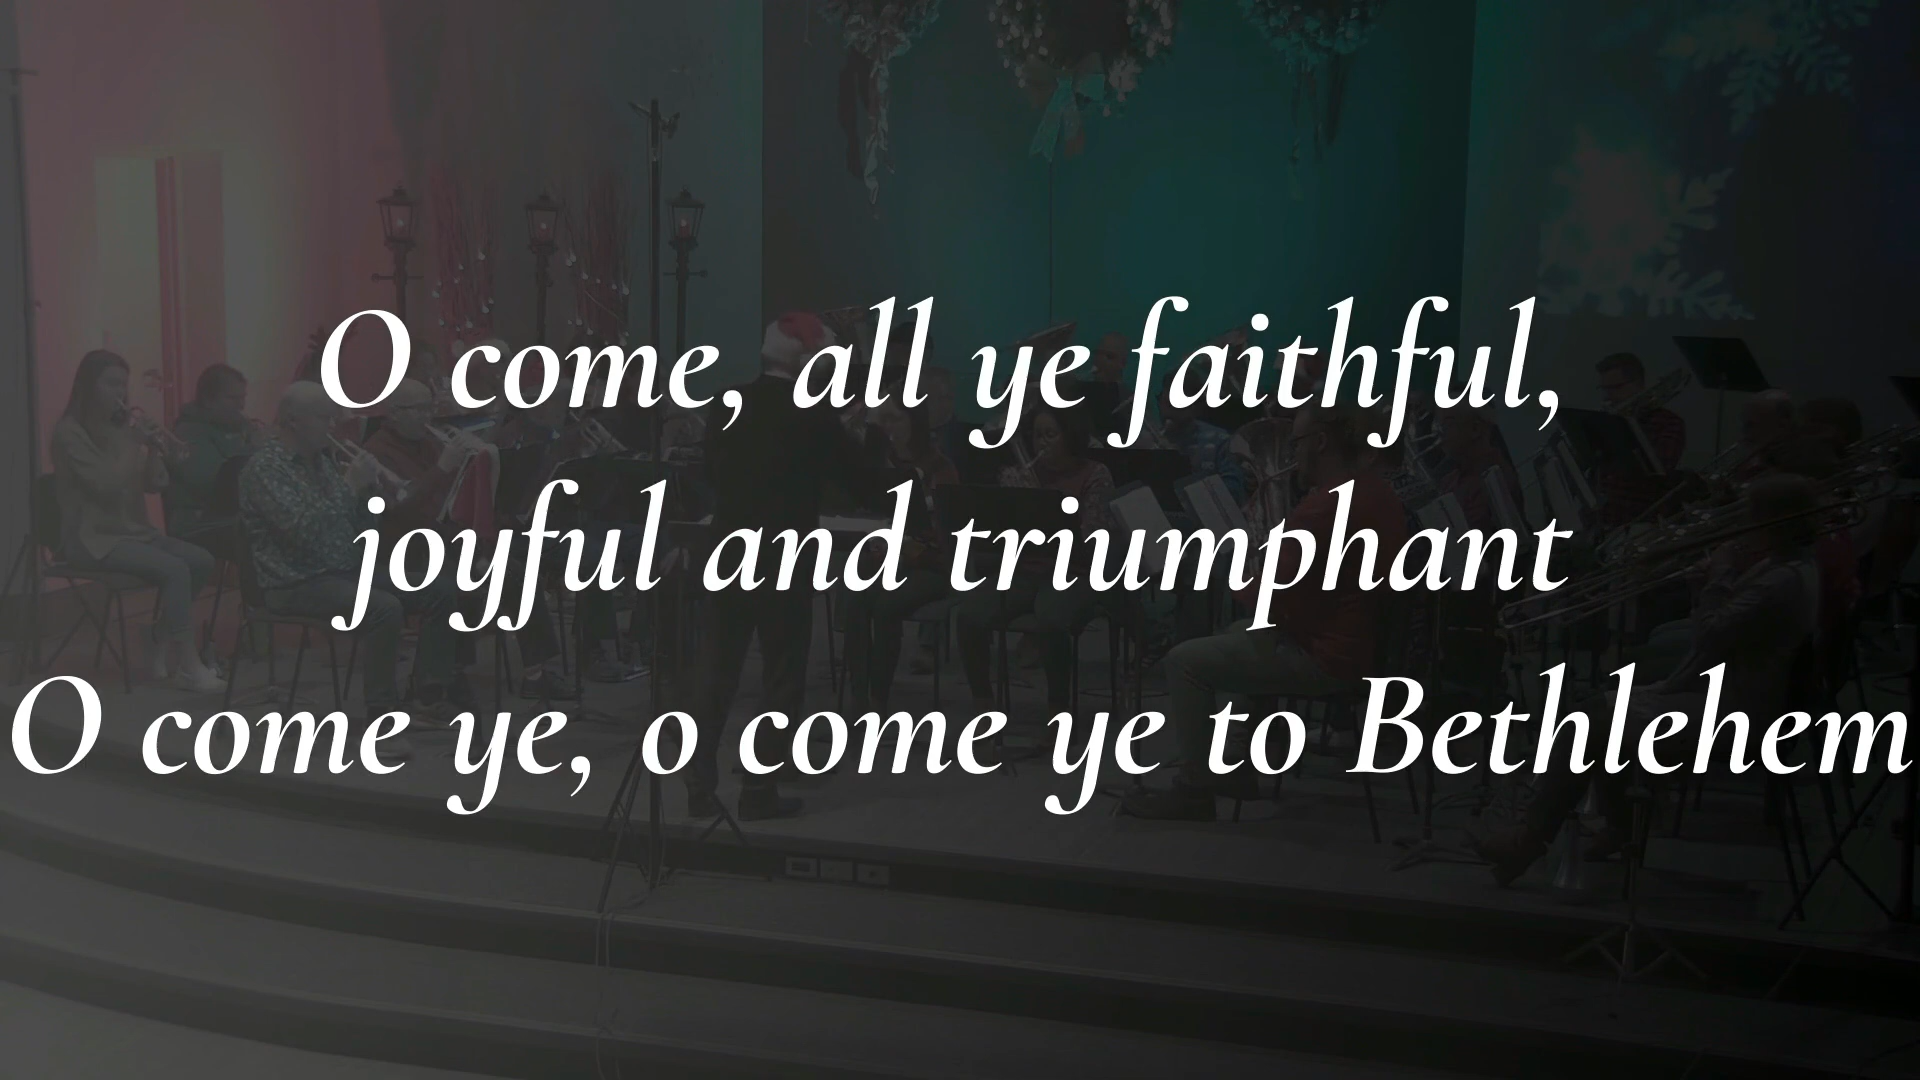 O come, all ye faithful,
joyful and triumphant
O come ye, o come ye to Bethlehem